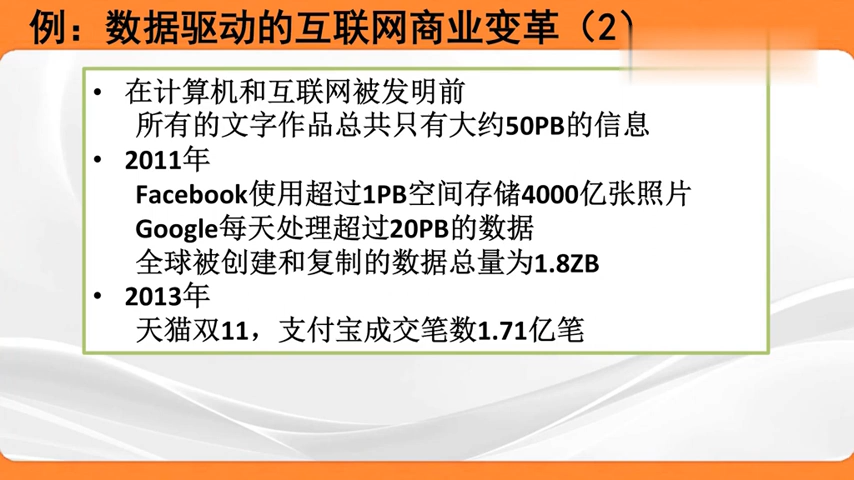 例：数据驱动的互联网商业变革（2）
• 在计算机和互联网被发明前
所有的文字作品总共只有大约50PB的信息
• 2011年
Facebook使用超过1PB空间存储4000亿张照片
Google每天处理超过20PB的数据
全球被创建和复制的数据总量为1.8ZB
• 2013年
天猫双11，支付宝成交笔数1.71亿笔